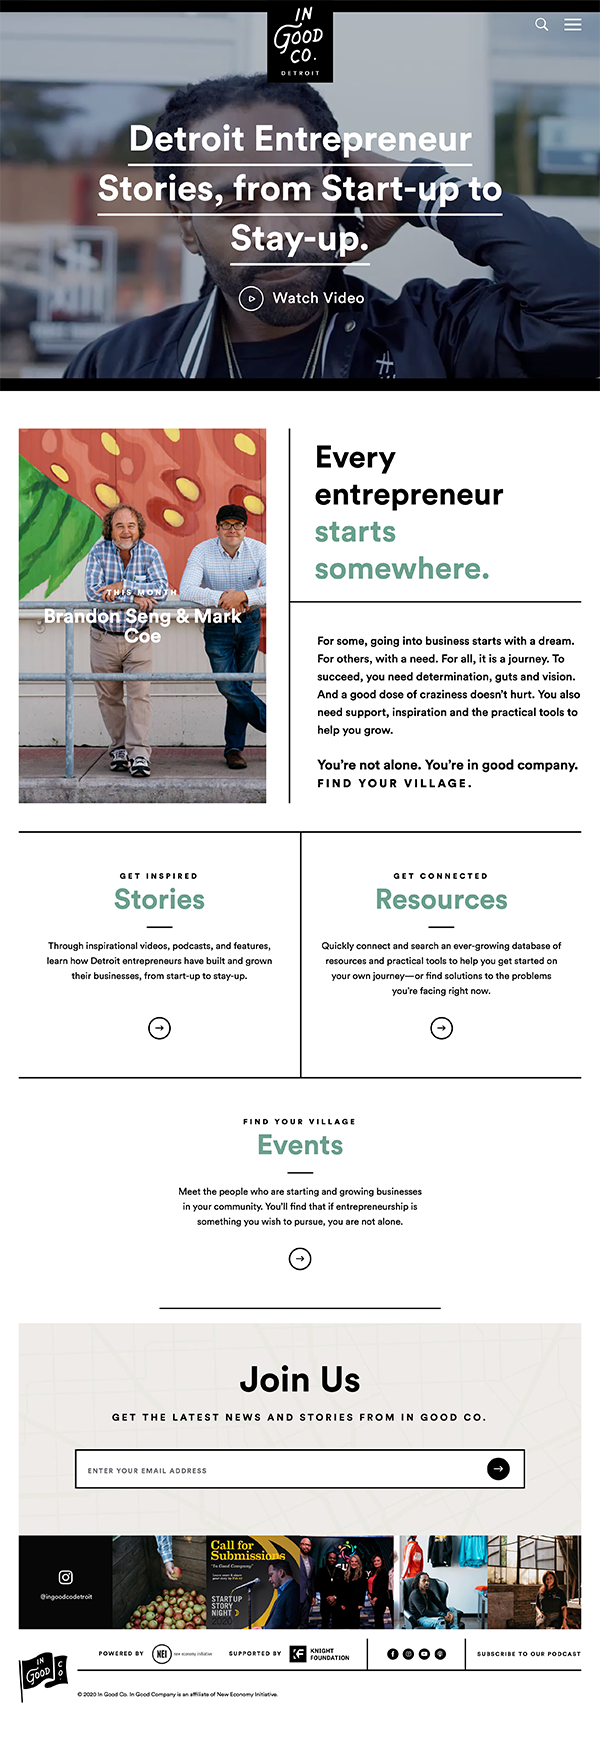 IN
GOOD
CO.
DETROIT
Detroit Entrepreneur
Stories, from Start-up to
Stay-up.
Watch Video
THIS MONTH
Brandon Seng & Mark
Coe
Every
entrepreneur
starts
somewhere.
For some, going into business starts with a dream.
For others, with a need. For all, it is a journey. To
succeed, you need determination, guts and vision.
And a good dose of craziness doesn't hurt. You also
need support, inspiration and the practical tools to
help you grow.
You're not alone. You're in good company.
FIND YOUR VILLAGE.
GET INSPIRED
Stories
Through inspirational videos, podcasts, and features,
learn how Detroit entrepreneurs have built and grown
their businesses, from start-up to stay-up.
GET CONNECTED
Resources
Quickly connect and search an ever-growing database of
resources and practical tools to help you get started on
your own journey—or find solutions to the problems
you're facing right now.
FIND YOUR VILLAGE
Events
Meet the people who are starting and growing businesses
in your community. You'll find that if entrepreneurship is
something you wish to pursue, you are not alone.
Join Us
GET THE LATEST NEWS AND STORIES FROM IN GOOD CO.
ENTER YOUR EMAIL ADDRESS
@ingoodcodetroit
Call for
Submissions
"In Good Company"
STARTUP
STORY
NIGHT
2020
IN
GOOD
CO.
POWERED BY
NEI
new economy initiative
SUPPORTED BY
KF
KNIGHT
FOUNDATION
SUBSCRIBE TO OUR PODCAST
© 2020 In Good Co. In Good Company is an affiliate of New Economy Initiative.